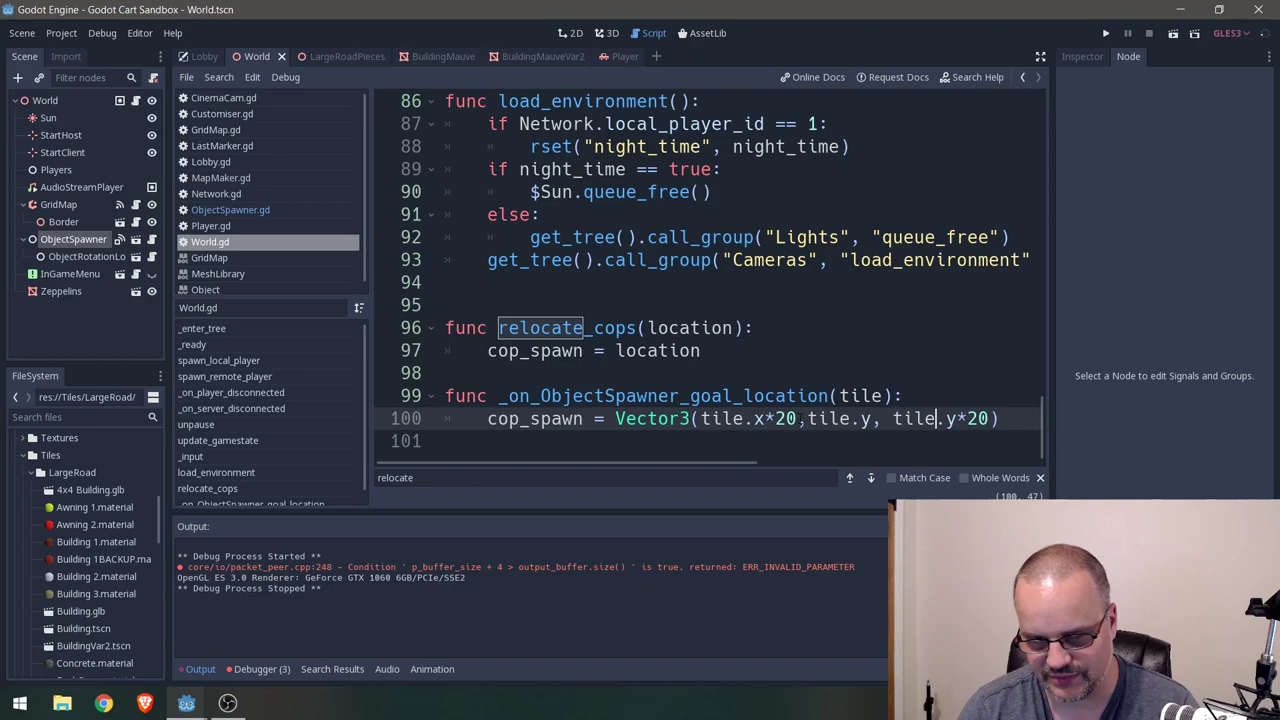 Godot Engine - Godot Cart Sandbox - World.tscn
Scene Project Debug Editor Help
2D 3D Script AssetLib
GLES3
Scene Import
Filter nodes
World
Sun
StartHost
StartClient
Players
AudioStreamPlayer
GridMap
Border
ObjectSpawner
ObjectRotationLo
InGameMenu
Zeppelins
FileSystem
res://Tiles/LargeRoad/
Search files
Textures
Tiles
LargeRoad
4x4 Building.glb
Awning 1.material
Awning 2.material
Building 1.material
Building 1BACKUP.ma
Building 2.material
Building 3.material
Building.glb
Building.tscn
BuildingVar2.tscn
Concrete.material
Lobby World LargeRoadPieces BuildingMauve BuildingMauveVar2 Player
File Search Edit Debug
Online Docs Request Docs Search Help
CinemaCam.gd
Customiser.gd
GridMap.gd
LastMarker.gd
Lobby.gd
MapMaker.gd
Network.gd
ObjectSpawner.gd
Player.gd
World.gd
GridMap
MeshLibrary
Object
World.gd
_enter_tree
_ready
spawn_local_player
spawn_remote_player
_on_player_disconnected
_on_server_disconnected
unpause
update_gamestate
_input
load_environment
relocate_cops
_on_ObjectSpawner_goal_location
86 func load_environment():
87 if Network.local_player_id == 1:
88 rset("night_time", night_time)
89 if night_time == true:
90 $Sun.queue_free()
91 else:
92 get_tree().call_group("Lights", "queue_free")
93 get_tree().call_group("Cameras", "load_environment"
94
95
96 func relocate_cops(location):
97 cop_spawn = location
98
99 func _on_ObjectSpawner_goal_location(tile):
100 cop_spawn = Vector3(tile.x*20,tile.y, tile.y*20)
101
relocate
Match Case Whole Words
(100, 47)
Output:
** Debug Process Started **
core/io/packet_peer.cpp:248 - Condition ' p_buffer_size + 4 > output_buffer.size() ' is true. returned: ERR_INVALID_PARAMETER
OpenGL ES 3.0 Renderer: GeForce GTX 1060 6GB/PCIe/SSE2
** Debug Process Stopped **
Output Debugger (3) Search Results Audio Animation
Inspector Node
Select a Node to edit Signals and Groups.